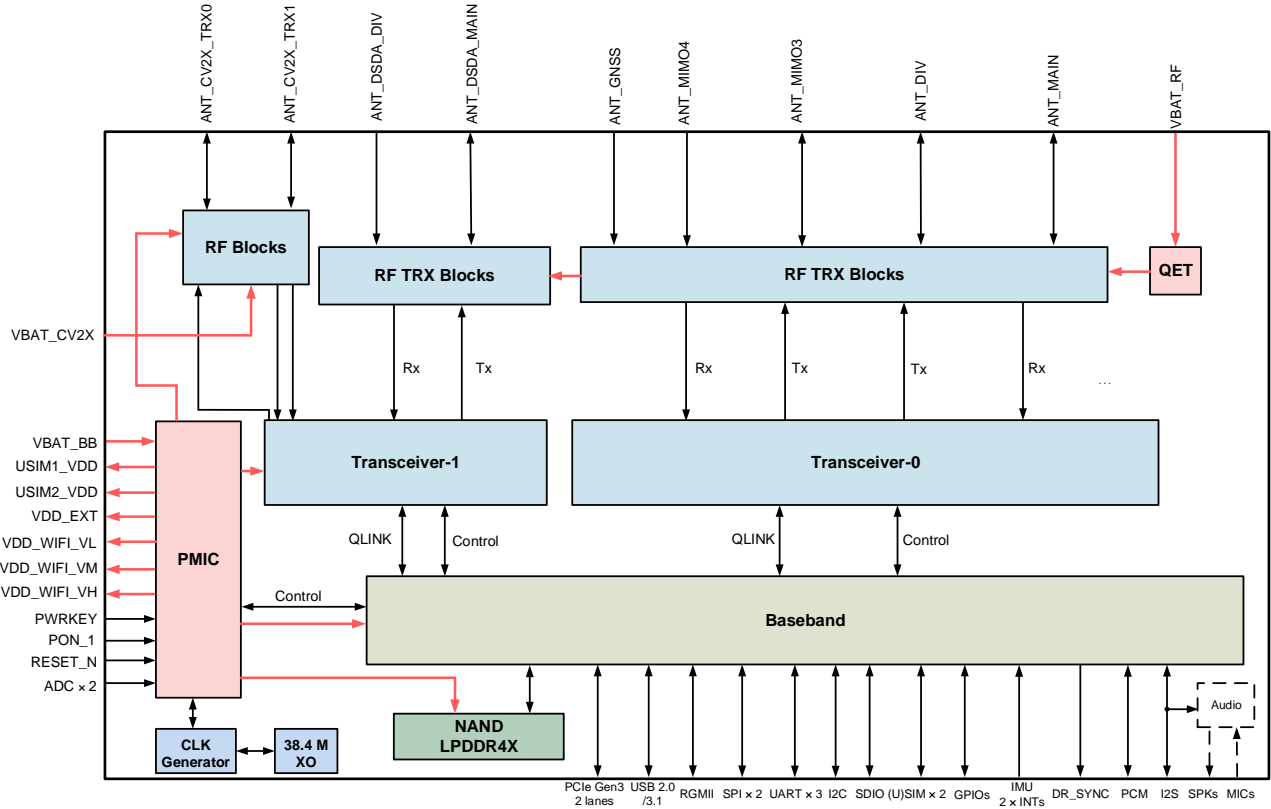 ANT_CV2X_TRX0
ANT_CV2X_TRX1
ANT_DSDA_DIV
ANT_DSDA_MAIN
ANT_GNSS
ANT_MIMO4
ANT_MIMO3
ANT_DIV
ANT_MAIN
VBAT_RF
RF Blocks
RF TRX Blocks
RF TRX Blocks
QET
VBAT_CV2X
Rx
Tx
Rx
Tx
Tx
Rx
...
VBAT_BB
USIM1_VDD
USIM2_VDD
VDD_EXT
VDD_WIFI_VL
VDD_WIFI_VM
VDD_WIFI_VH
PWRKEY
PON_1
RESET_N
ADC × 2
PMIC
Transceiver-1
Transceiver-0
QLINK
Control
QLINK
Control
Control
Baseband
NAND
LPDDR4X
CLK
Generator
38.4 M
XO
Audio
PCIe Gen3
2 lanes
USB 2.0
/3.1
RGMII
SPI × 2
UART × 3
I2C
SDIO
(U)SIM × 2
GPIOs
IMU
2 × INTs
DR_SYNC
PCM
I2S
SPKs
MICs